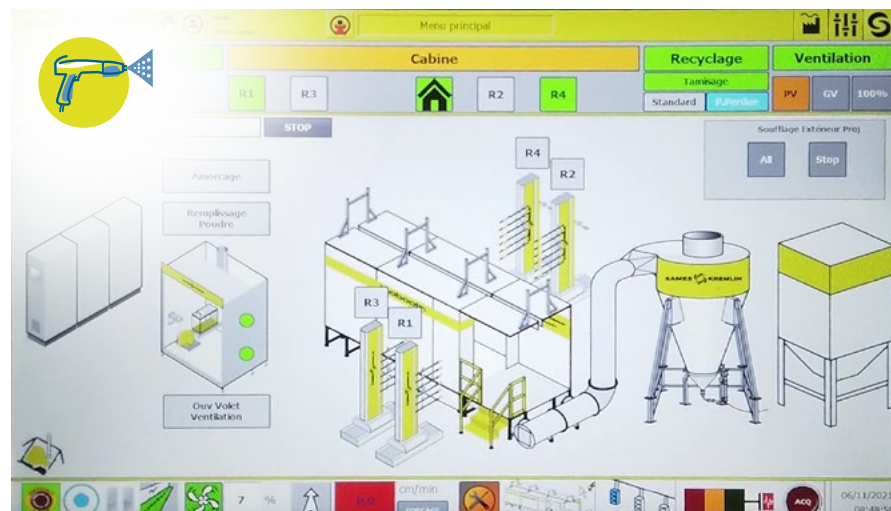 Menu principal
Cabine
Recyclage
Ventilation
R1
R3
R2
R4
Tamisage
Standard
P.Perdue
PV
GV
100%
STOP
Soufflage Extérieur Proj
All
Stop
Amorçage
Remplissage
Poudre
R4
R2
SAMES KREMLIN
R3
R1
Ouv Volet
Ventilation
7 %
0,0
cm/min
ACQ
06/11/2021